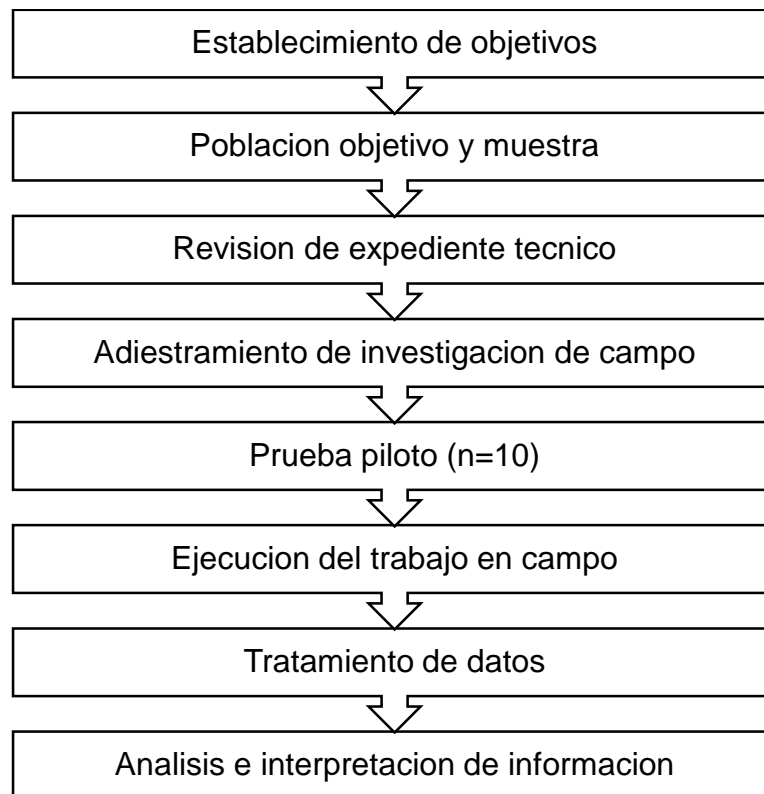 Establecimiento de objetivos
Poblacion objetivo y muestra
Revision de expediente tecnico
Adiestramiento de investigacion de campo
Prueba piloto (n=10)
Ejecucion del trabajo en campo
Tratamiento de datos
Analisis e interpretacion de informacion